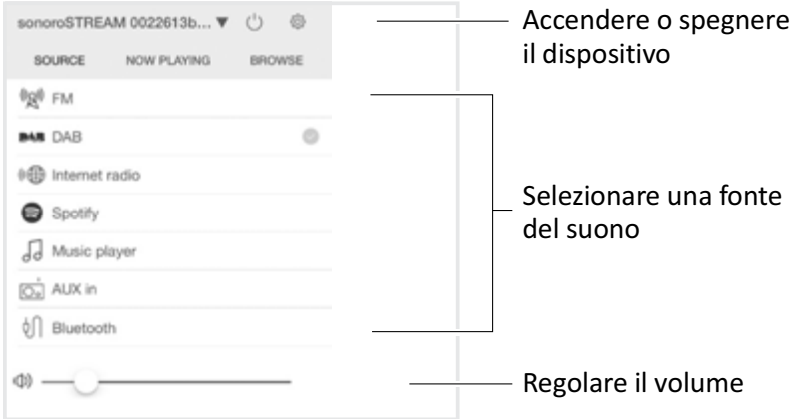 sonoroSTREAM 0022613b... ▼
Accendere o spegnere
il dispositivo
SOURCE NOW PLAYING BROWSE
FM
DAB DAB
Internet radio
Spotify
Music player
AUX in
Bluetooth
Selezionare una fonte
del suono
Regolare il volume